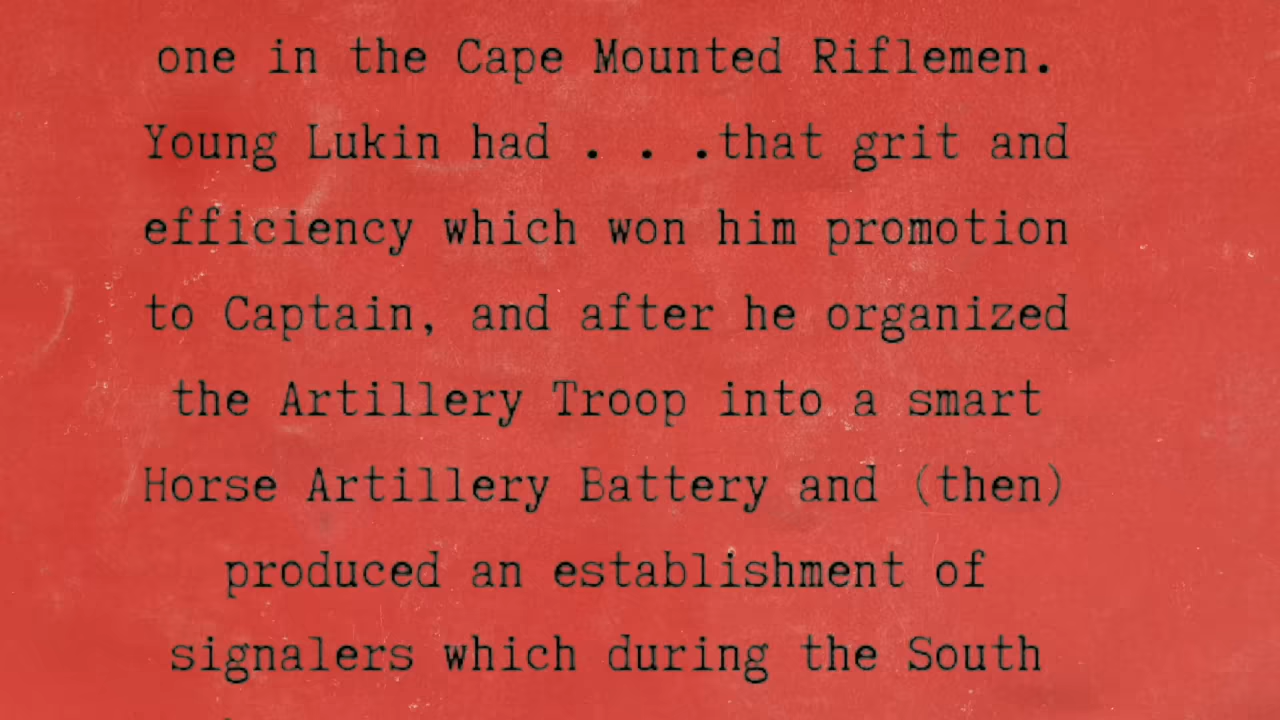 one in the Cape Mounted Riflemen.
Young Lukin had . . .that grit and
efficiency which won him promotion
to Captain, and after he organized
the Artillery Troop into a smart
Horse Artillery Battery and (then)
produced an establishment of
signalers which during the South